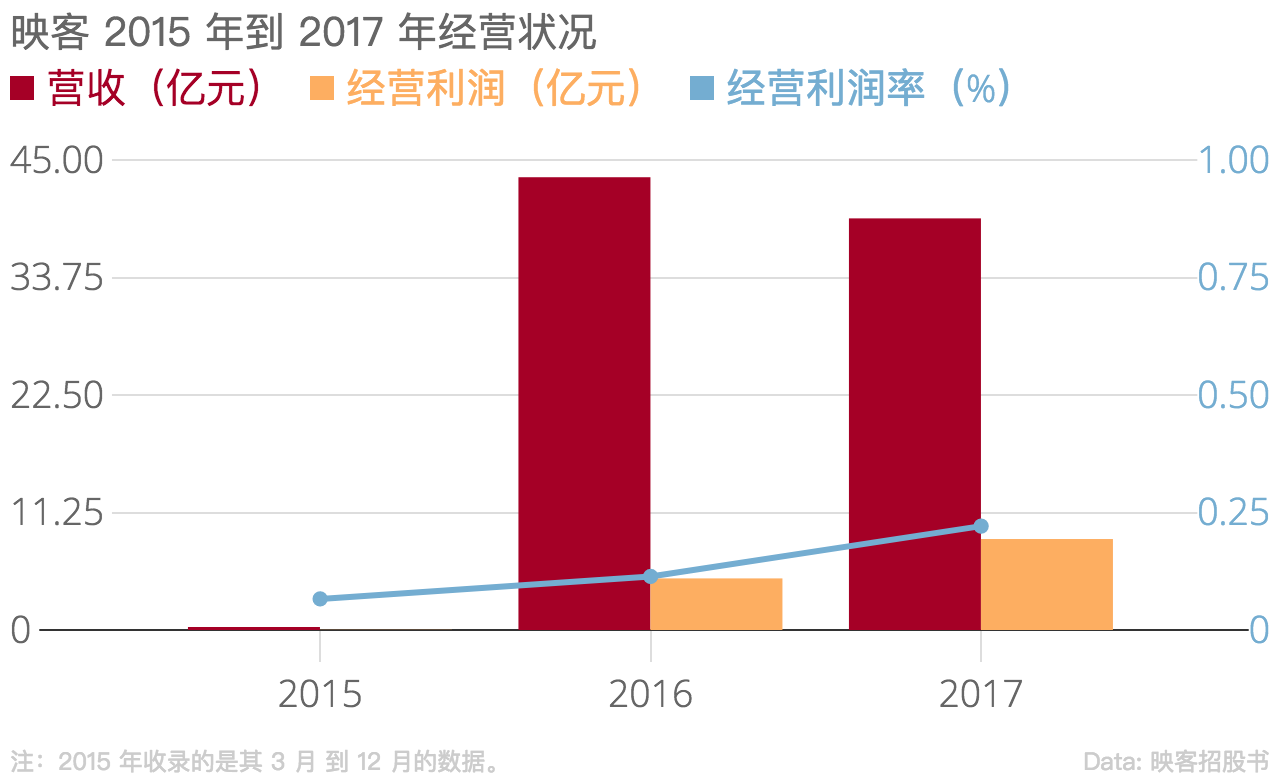 映客 2015 年到 2017 年经营状况
营收（亿元） 经营利润（亿元） 经营利润率（%）
45.00 1.00
33.75 0.75
22.50 0.50
11.25 0.25
0 0
2015 2016 2017
注：2015 年收录的是其 3 月 到 12 月的数据。 Data: 映客招股书